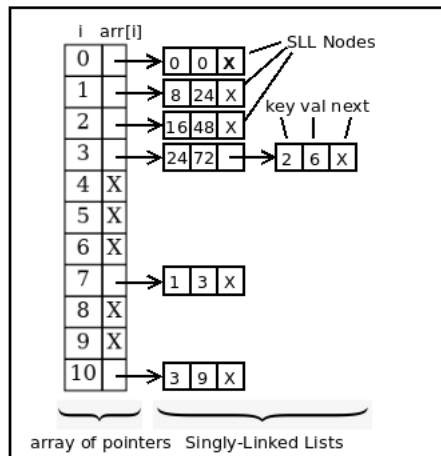 i arr[i]
SLL Nodes
0 0 0 X
1 8 24 X
key val next
2 16 48 X
3 24 72 2 6 X
4 X
5 X
6 X
7 1 3 X
8 X
9 X
10 3 9 X
array of pointers Singly-Linked Lists